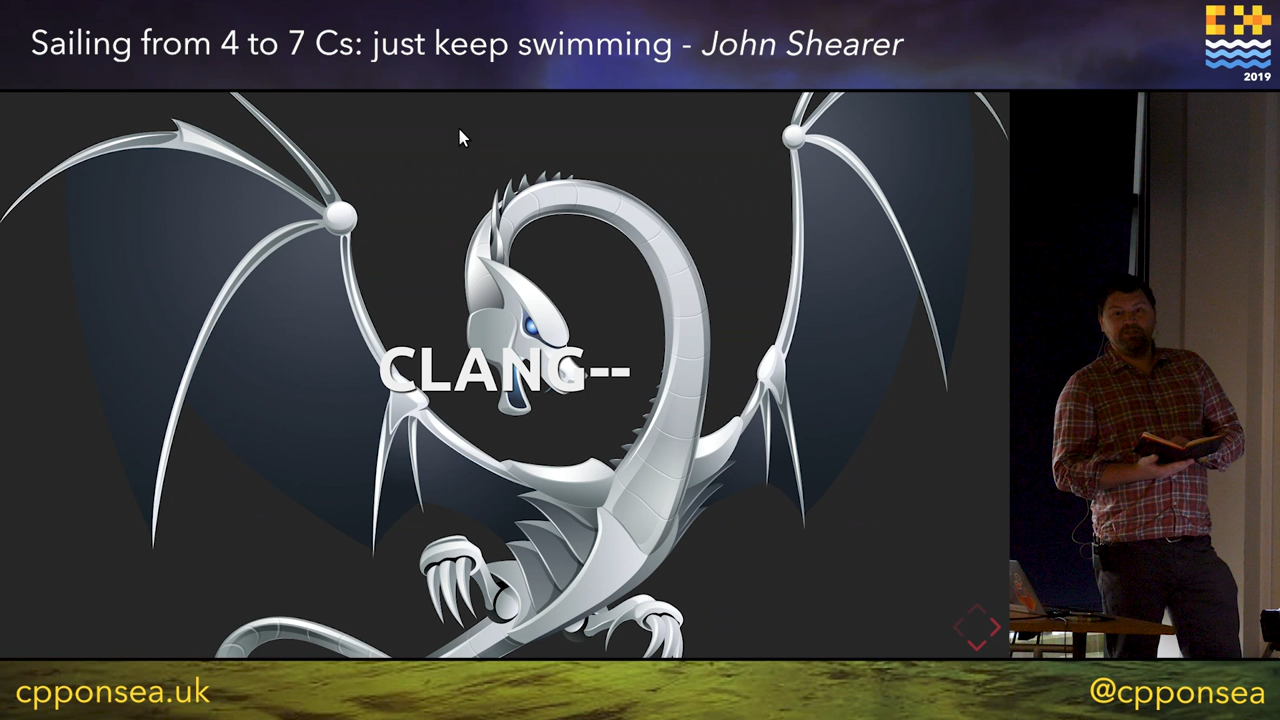 Sailing from 4 to 7 Cs: just keep swimming - John Shearer
2019
CLANG--
cpponsea.uk
@cpponsea